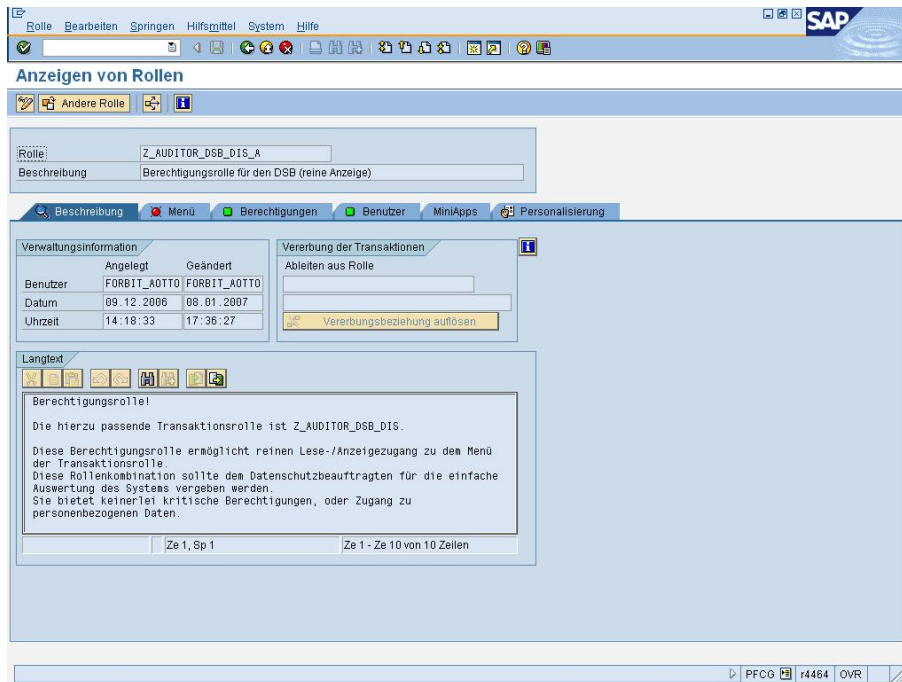 Rolle Bearbeiten Springen Hilfsmittel System Hilfe
SAP
Anzeigen von Rollen
Andere Rolle
Rolle Z_AUDITOR_DSB_DIS_A
Beschreibung Berechtigungsrolle für den DSB (reine Anzeige)
Beschreibung Menü Berechtigungen Benutzer MiniApps Personalisierung
Verwaltungsinformation Vererbung der Transaktionen
Angelegt Geändert Ableiten aus Rolle
Benutzer FORBIT_AOTTO FORBIT_AOTTO
Datum 09.12.2006 08.01.2007
Uhrzeit 14:18:33 17:36:27 Vererbungsbeziehung auflösen
Langtext
Berechtigungsrolle!
Die hierzu passende Transaktionsrolle ist Z_AUDITOR_DSB_DIS.
Diese Berechtigungsrolle ermöglicht reinen Lese-/Anzeigezugang zu dem Menü
der Transaktionsrolle.
Diese Rollenkombination sollte dem Datenschutzbeauftragten für die einfache
Auswertung des Systems vergeben werden.
Sie bietet keinerlei kritische Berechtigungen, oder Zugang zu
personenbezogenen Daten.
Ze 1, Sp 1 Ze 1 - Ze 10 von 10 Zeilen
PFCG r4464 OVR